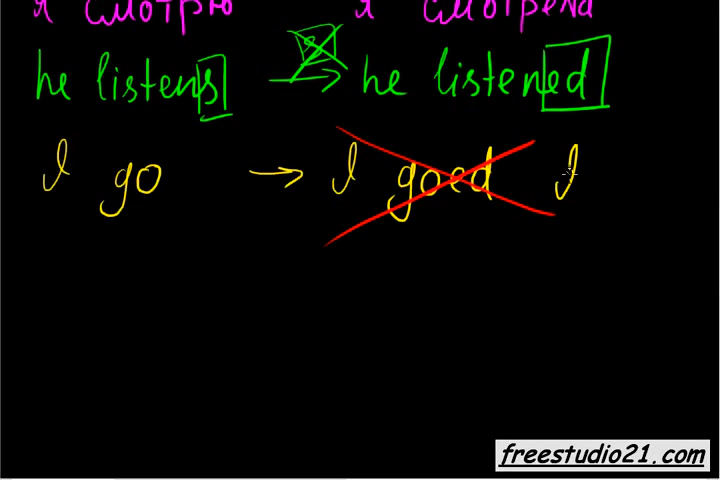 я смотрю я смотрела
he listens → he listened
I go → I goed I
freestudio21.com